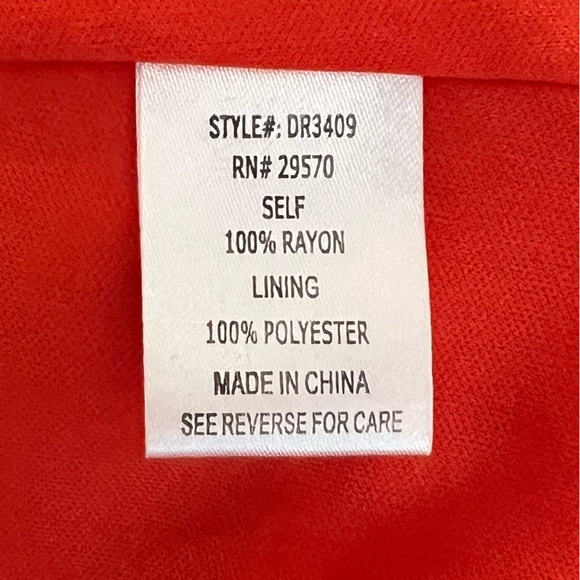 STYLE#: DR3409
RN# 29570
SELF
100% RAYON
LINING
100% POLYESTER
MADE IN CHINA
SEE REVERSE FOR CARE